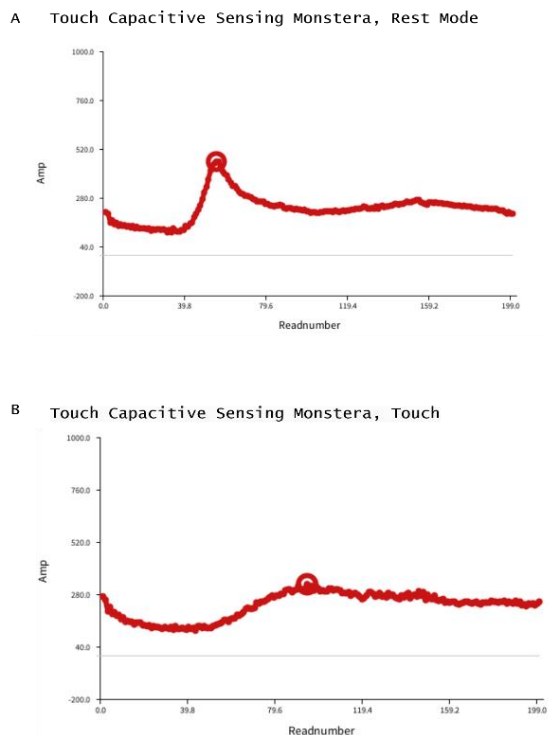 A Touch Capacitive Sensing Monstera, Rest Mode
1000.0
760.0
520.0
280.0
40.0
-200.0
Amp
0.0 39.8 79.6 119.4 159.2 199.0
Readnumber
B Touch Capacitive Sensing Monstera, Touch
1000.0
760.0
520.0
280.0
40.0
-200.0
Amp
0.0 39.8 79.6 119.4 159.2 199.0
Readnumber